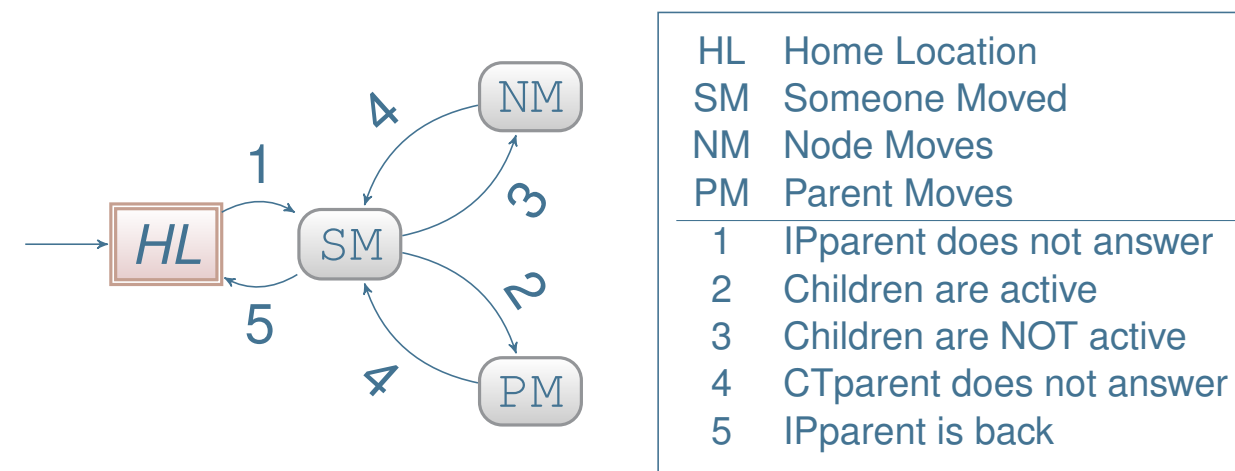 NM
4
1
3
HL
SM
2
5
4
PM
HL Home Location
SM Someone Moved
NM Node Moves
PM Parent Moves
1 IPparent does not answer
2 Children are active
3 Children are NOT active
4 CTparent does not answer
5 IPparent is back